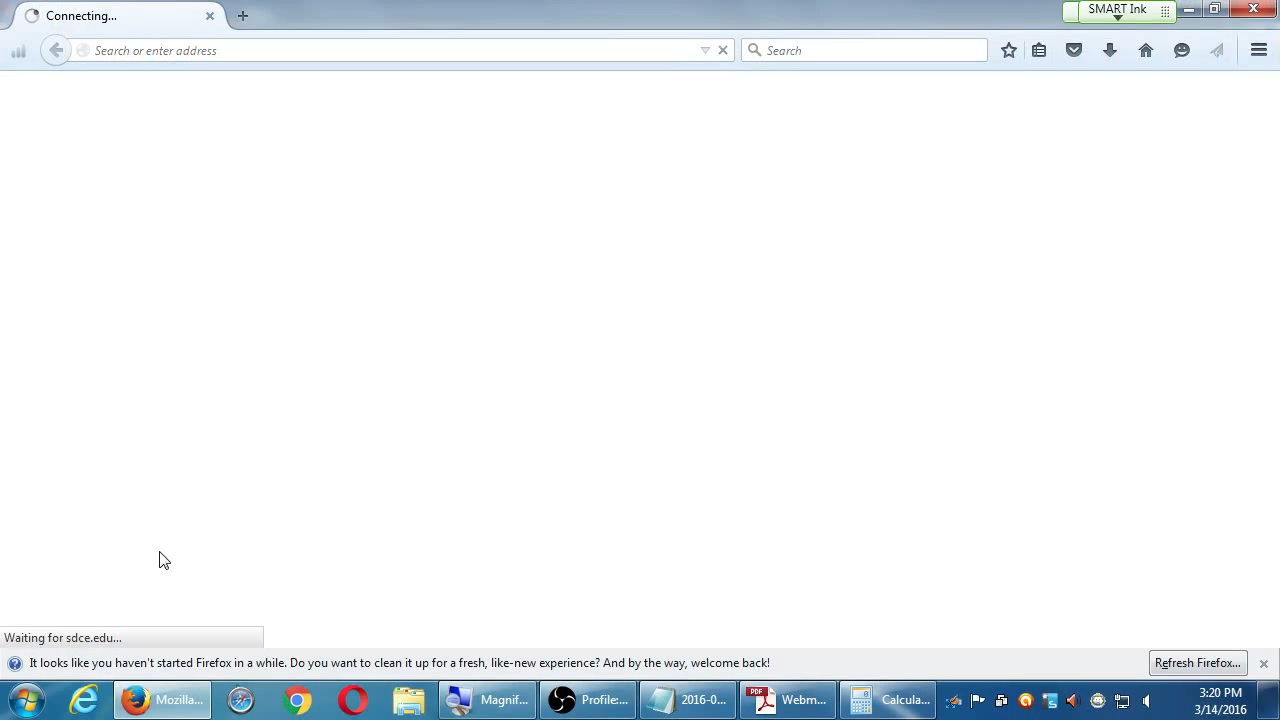 Connecting...
SMART Ink
Search or enter address
Search
Waiting for sdce.edu...
It looks like you haven't started Firefox in a while. Do you want to clean it up for a fresh, like-new experience? And by the way, welcome back!
Refresh Firefox...
Mozilla...
Magnif...
Profile:...
2016-0...
PDF
Webm...
Calcula...
3:20 PM
3/14/2016